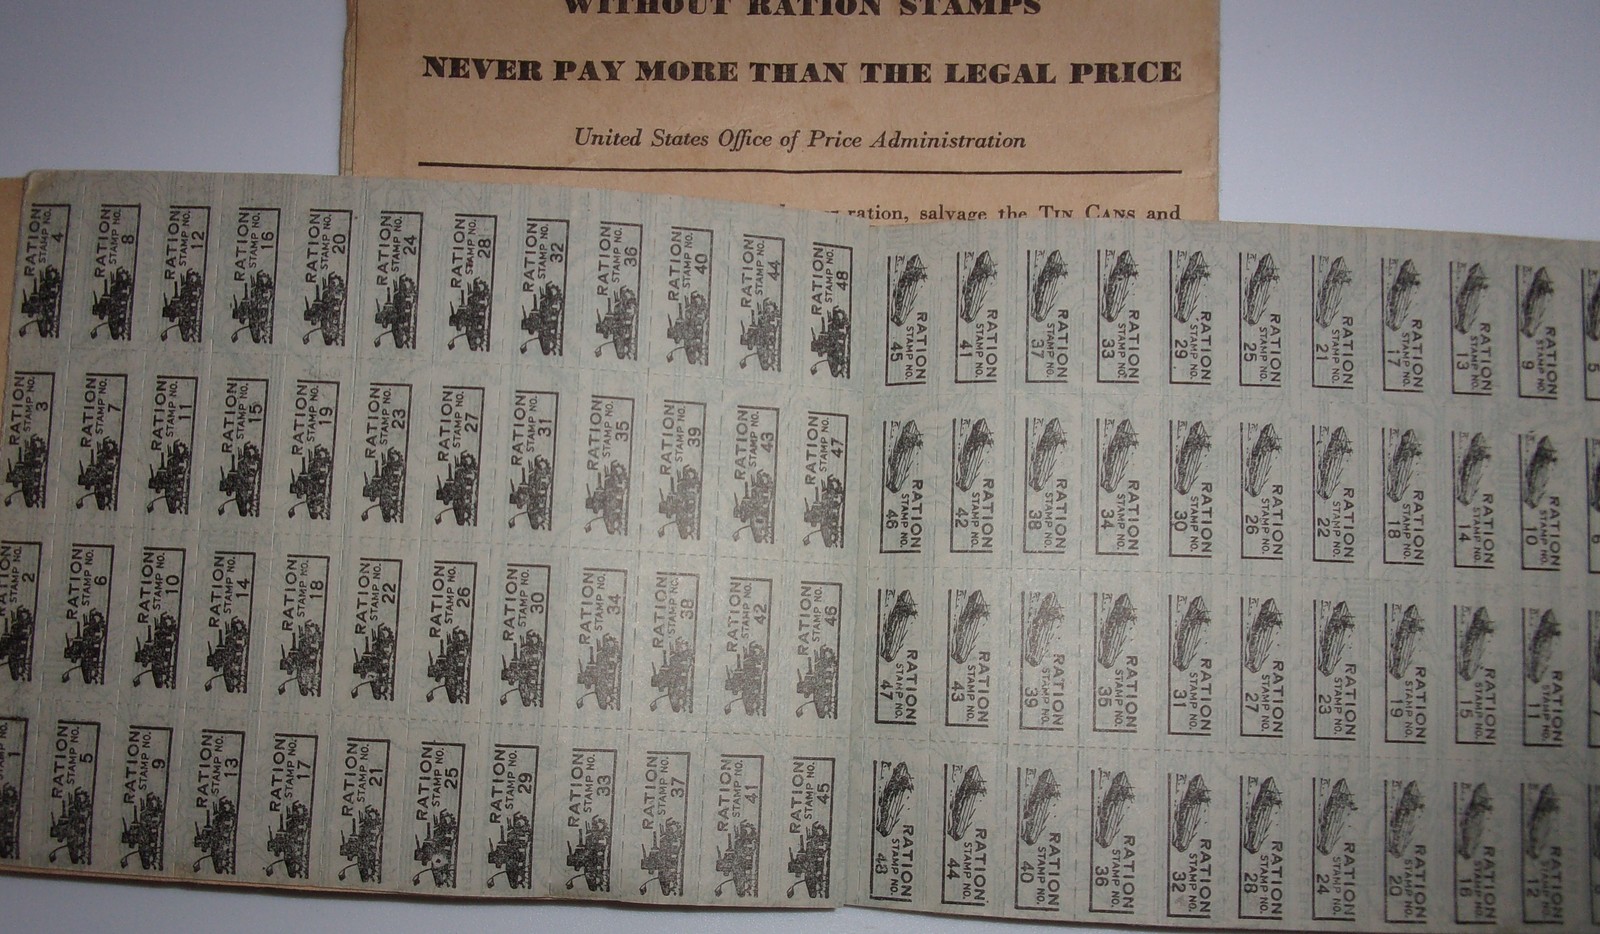 WITHOUT RATION STAMPS
NEVER PAY MORE THAN THE LEGAL PRICE
United States Office of Price Administration
ration, salvage the TIN CANS and
RATION STAMP NO. 4
RATION STAMP NO. 8
RATION STAMP NO. 12
RATION STAMP NO. 16
RATION STAMP NO. 20
RATION STAMP NO. 24
RATION STAMP NO. 28
RATION STAMP NO. 32
RATION STAMP NO. 36
RATION STAMP NO. 40
RATION STAMP NO. 44
RATION STAMP NO. 48
RATION STAMP NO. 45
RATION STAMP NO. 41
RATION STAMP NO. 37
RATION STAMP NO. 33
RATION STAMP NO. 29
RATION STAMP NO. 25
RATION STAMP NO. 21
RATION STAMP NO. 17
RATION STAMP NO. 13
RATION STAMP NO. 9
5
RATION STAMP NO. 3
RATION STAMP NO. 7
RATION STAMP NO. 11
RATION STAMP NO. 15
RATION STAMP NO. 19
RATION STAMP NO. 23
RATION STAMP NO. 27
RATION STAMP NO. 31
RATION STAMP NO. 35
RATION STAMP NO. 39
RATION STAMP NO. 43
RATION STAMP NO. 47
RATION STAMP NO. 46
RATION STAMP NO. 42
RATION STAMP NO. 38
RATION STAMP NO. 34
RATION STAMP NO. 30
RATION STAMP NO. 26
RATION STAMP NO. 22
RATION STAMP NO. 18
RATION STAMP NO. 14
RATION STAMP NO. 10
RATION STAMP NO. 2
RATION STAMP NO. 6
RATION STAMP NO. 10
RATION STAMP NO. 14
RATION STAMP NO. 18
RATION STAMP NO. 22
RATION STAMP NO. 26
RATION STAMP NO. 30
RATION STAMP NO. 34
RATION STAMP NO. 38
RATION STAMP NO. 42
RATION STAMP NO. 46
RATION STAMP NO. 47
RATION STAMP NO. 43
RATION STAMP NO. 39
RATION STAMP NO. 35
RATION STAMP NO. 31
RATION STAMP NO. 27
RATION STAMP NO. 23
RATION STAMP NO. 19
RATION STAMP NO. 15
RATION STAMP NO. 11
STAMP NO. 1
RATION STAMP NO. 5
RATION STAMP NO. 9
RATION STAMP NO. 13
RATION STAMP NO. 17
RATION STAMP NO. 21
RATION STAMP NO. 25
RATION STAMP NO. 29
RATION STAMP NO. 33
RATION STAMP NO. 37
RATION STAMP NO. 41
RATION STAMP NO. 45
RATION STAMP NO. 48
RATION STAMP NO. 44
RATION STAMP NO. 40
RATION STAMP NO. 36
RATION STAMP NO. 32
RATION STAMP NO. 28
RATION STAMP NO. 24
RATION STAMP NO. 20
RATION STAMP NO. 16
RATION STAMP NO. 12